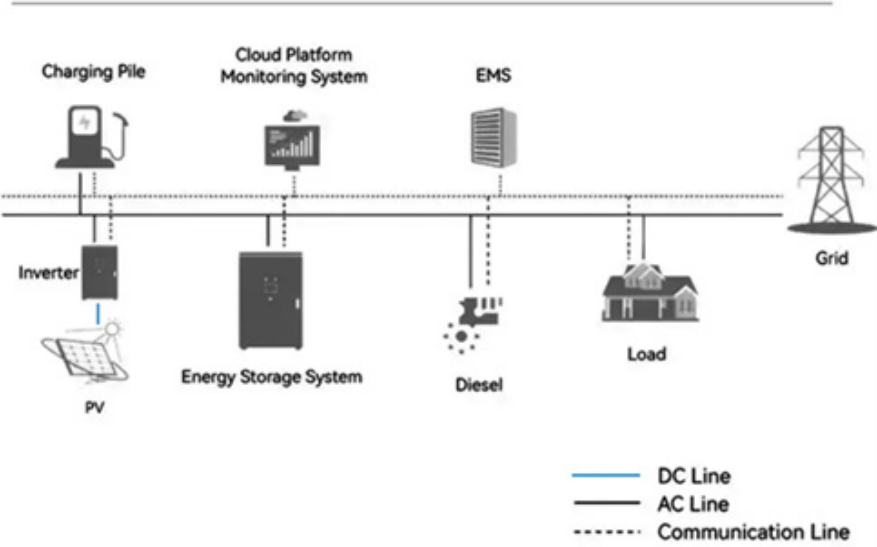 Charging Pile
Cloud Platform
Monitoring System
EMS
Inverter
Grid
Energy Storage System
Diesel
Load
PV
DC Line
AC Line
Communication Line